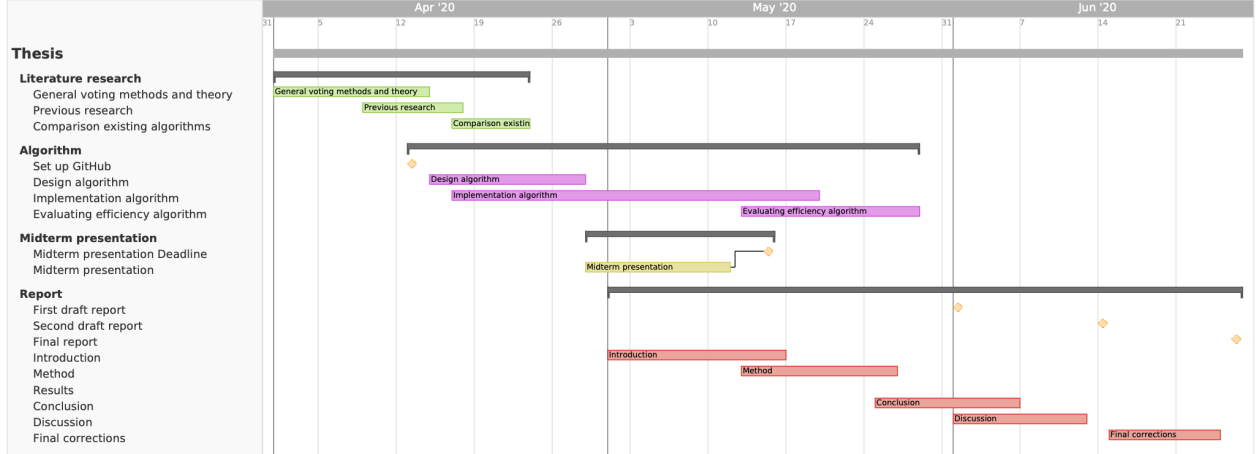 Apr '20 May '20 Jun '20
31 5 12 19 26 3 10 17 24 31 7 14 21
Thesis
Literature research
General voting methods and theory General voting methods and theory
Previous research Previous research
Comparison existing algorithms Comparison existin
Algorithm
Set up GitHub
Design algorithm Design algorithm
Implementation algorithm Implementation algorithm
Evaluating efficiency algorithm Evaluating efficiency algorithm
Midterm presentation
Midterm presentation Deadline
Midterm presentation Midterm presentation
Report
First draft report
Second draft report
Final report
Introduction Introduction
Method Method
Results
Conclusion Conclusion
Discussion Discussion
Final corrections Final corrections